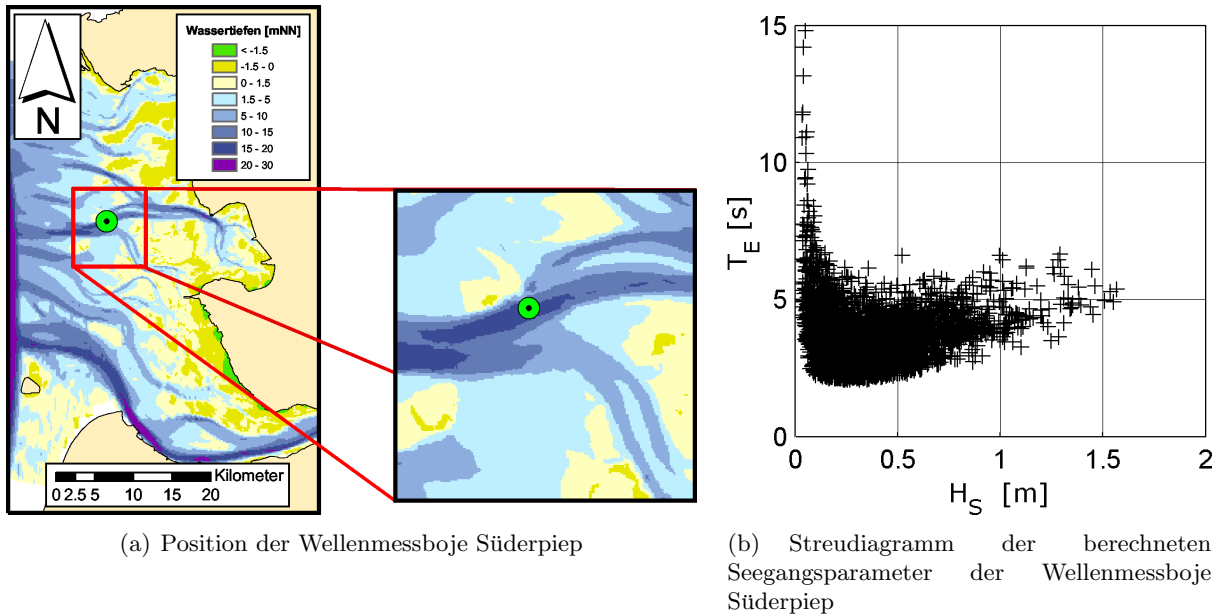 N
Wassertiefen [mNN]
< -1.5
-1.5 - 0
0 - 1.5
1.5 - 5
5 - 10
10 - 15
15 - 20
20 - 30
Kilometer
0 2.5 5 10 15 20
(a) Position der Wellenmessboje Süderpiep
15
10
5
0
T_E [s]
0 0.5 1 1.5 2
H_S [m]
(b) Streudiagramm der berechneten
Seegangsparameter der Wellenmessboje
Süderpiep